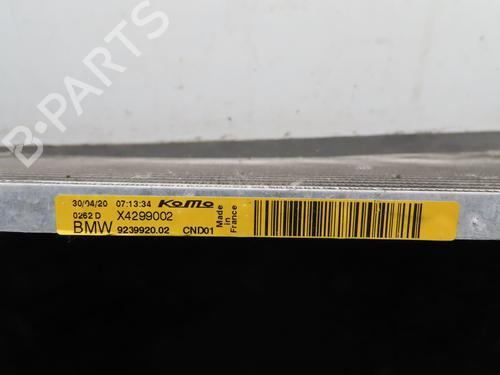 30/04/20 07:13:34 KOMO
0262 D X4299002
BMW 9239920.02 CND01
Made in France
B-PARTS